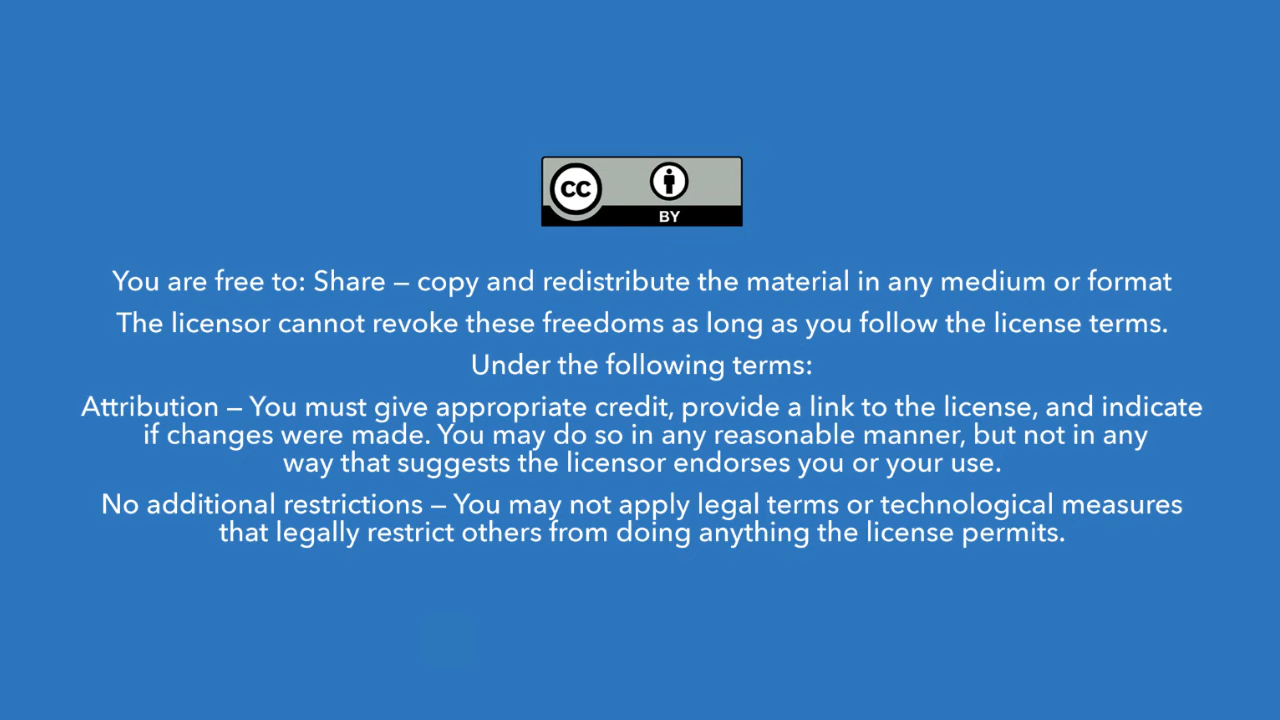 CC
BY
You are free to: Share – copy and redistribute the material in any medium or format
The licensor cannot revoke these freedoms as long as you follow the license terms.
Under the following terms:
Attribution – You must give appropriate credit, provide a link to the license, and indicate
if changes were made. You may do so in any reasonable manner, but not in any
way that suggests the licensor endorses you or your use.
No additional restrictions – You may not apply legal terms or technological measures
that legally restrict others from doing anything the license permits.